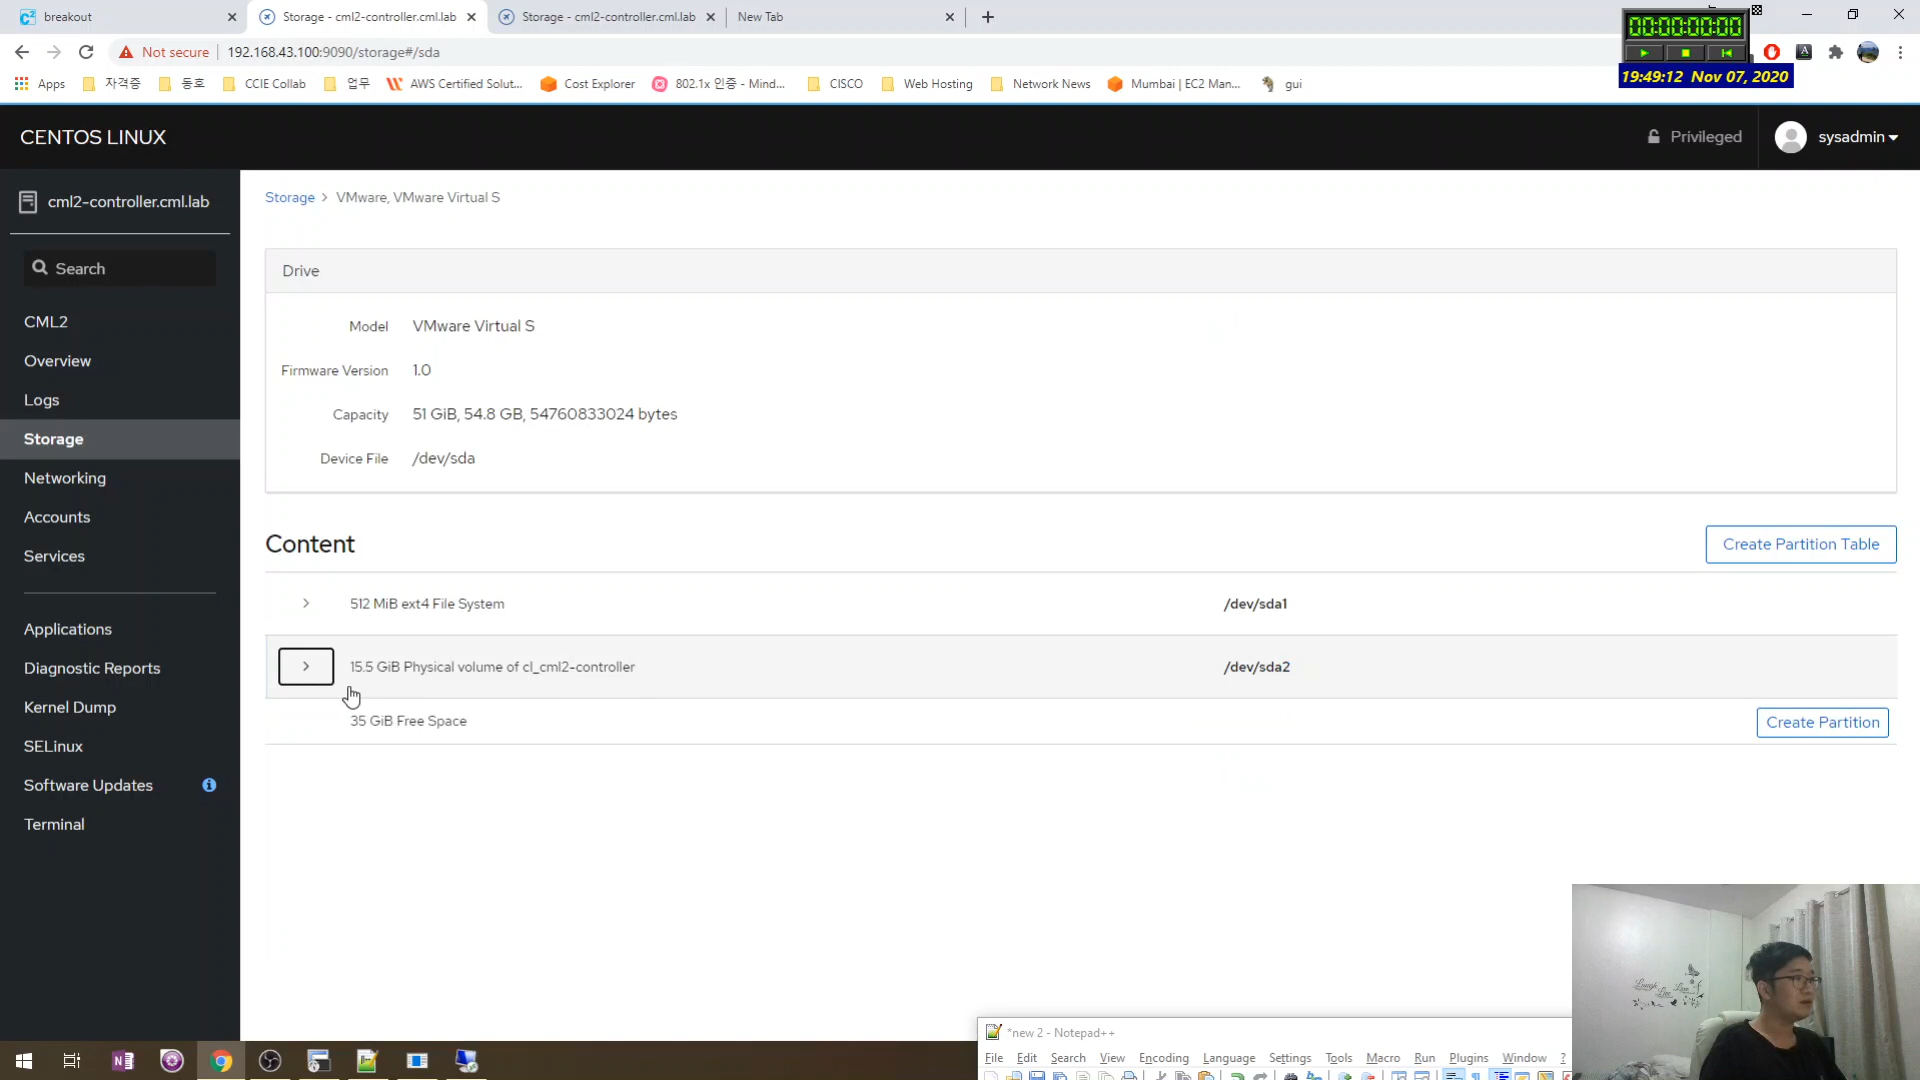 breakout
Storage - cml2-controller.cml.lab
Storage - cml2-controller.cml.lab
New Tab
Not secure
192.168.43.100:9090/storage#/sda
00:00:00:00
19:49:12 Nov 07, 2020
Apps
자격증
동호
CCIE Collab
업무
AWS Certified Solut...
Cost Explorer
802.1x 인증 - Mind...
CISCO
Web Hosting
Network News
Mumbai | EC2 Man...
gui
CENTOS LINUX
Privileged
sysadmin
cml2-controller.cml.lab
Search
CML2
Overview
Logs
Storage
Networking
Accounts
Services
Applications
Diagnostic Reports
Kernel Dump
SELinux
Software Updates
Terminal
Storage > VMware, VMware Virtual S
Drive
Model VMware Virtual S
Firmware Version 1.0
Capacity 51 GiB, 54.8 GB, 54760833024 bytes
Device File /dev/sda
Content
Create Partition Table
512 MiB ext4 File System /dev/sda1
15.5 GiB Physical volume of cl_cml2-controller /dev/sda2
35 GiB Free Space
Create Partition
*new 2 - Notepad++
File Edit Search View Encoding Language Settings Tools Macro Run Plugins Window ?